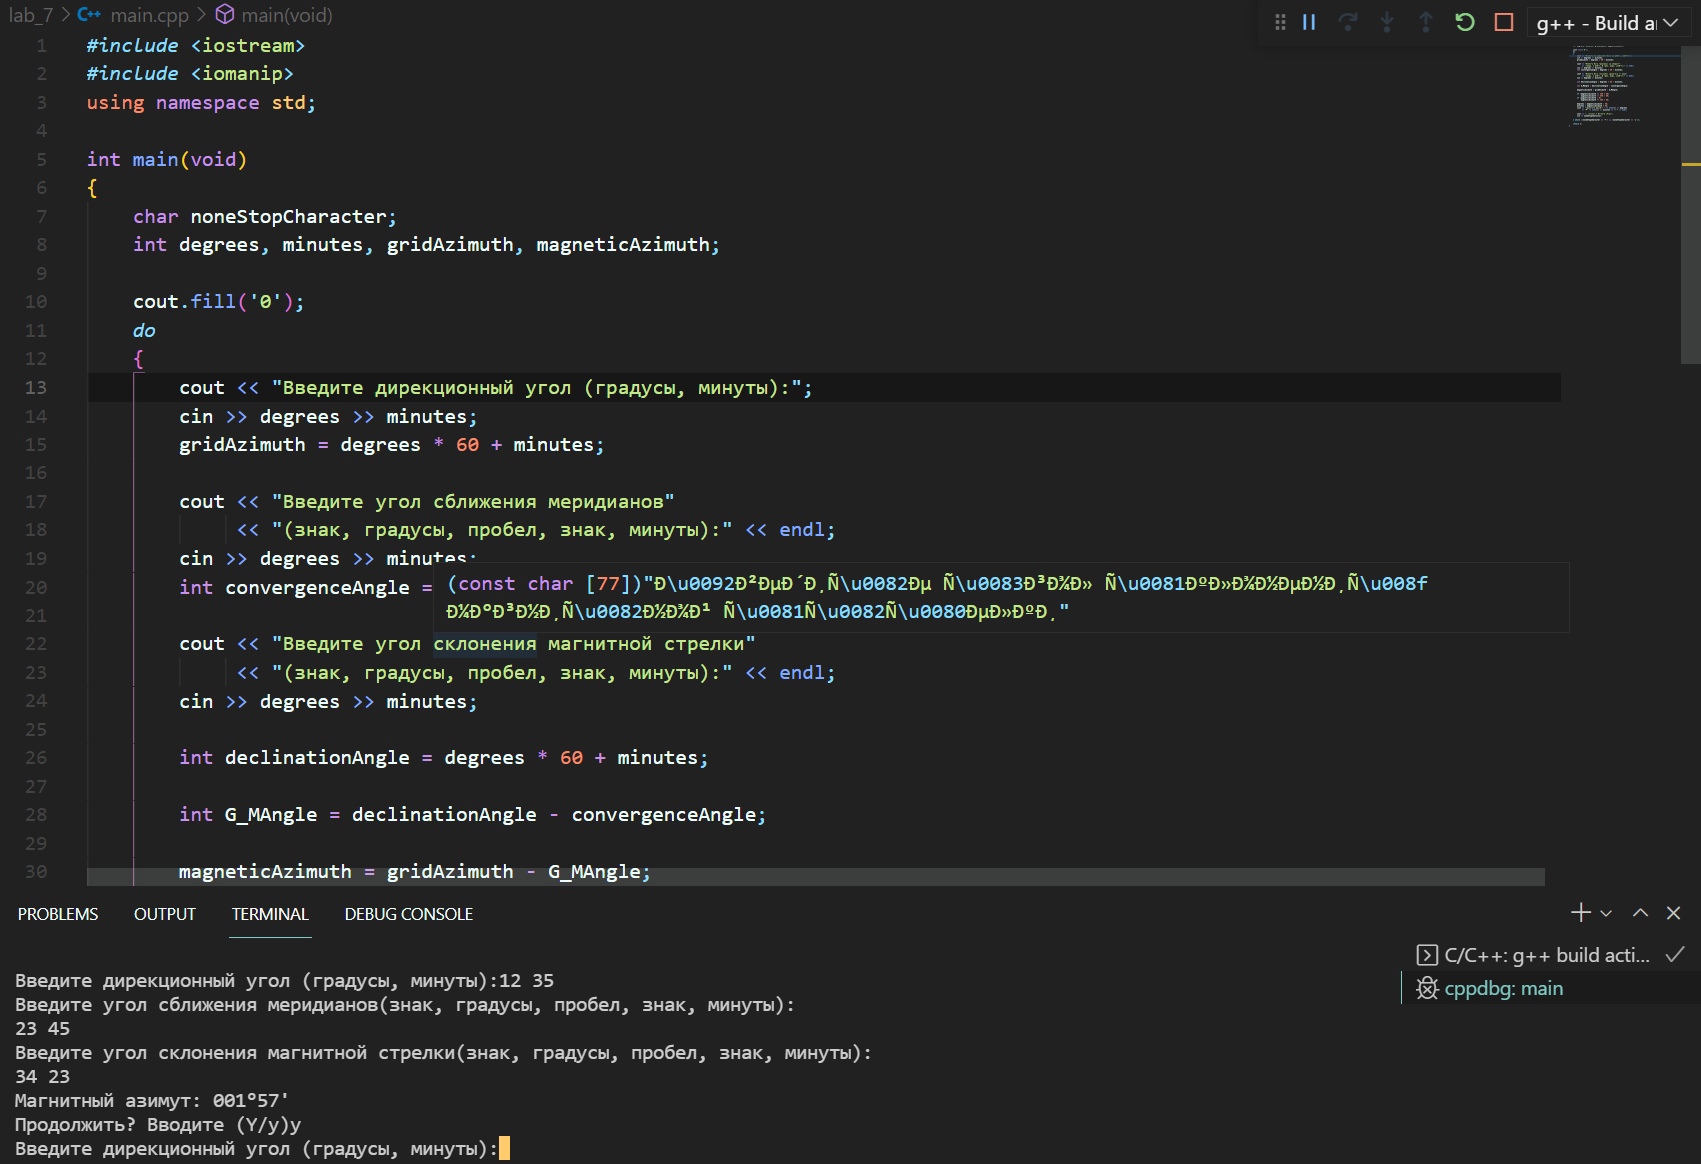 lab_7 > C++ main.cpp > main(void)
g++ - Build a
1 #include <iostream>
2 #include <iomanip>
3 using namespace std;
4
5 int main(void)
6 {
7 char noneStopCharacter;
8 int degrees, minutes, gridAzimuth, magneticAzimuth;
9
10 cout.fill('0');
11 do
12 {
13 cout << "Введите дирекционный угол (градусы, минуты):";
14 cin >> degrees >> minutes;
15 gridAzimuth = degrees * 60 + minutes;
16
17 cout << "Введите угол сближения меридианов"
18 << "(знак, градусы, пробел, знак, минуты):" << endl;
19 cin >> degrees >> minutes;
20 int convergenceAngle =
(const char [77])"Ð\u0092Ð²ÐµÐ´Ð¸Ñ\u0082Ðµ Ñ\u0083Ð³Ð¾Ð» Ñ\u0081ÐºÐ»Ð¾Ð½ÐµÐ½Ð¸Ñ\u008f
Ð¼Ð°Ð³Ð½Ð¸Ñ\u0082Ð½Ð¾Ð¹ Ñ\u0081Ñ\u0082Ñ\u0080ÐµÐ»ÐºÐ¸"
21
22 cout << "Введите угол склонения магнитной стрелки"
23 << "(знак, градусы, пробел, знак, минуты):" << endl;
24 cin >> degrees >> minutes;
25
26 int declinationAngle = degrees * 60 + minutes;
27
28 int G_MAngle = declinationAngle - convergenceAngle;
29
30 magneticAzimuth = gridAzimuth - G_MAngle;
PROBLEMS OUTPUT TERMINAL DEBUG CONSOLE
C/C++: g++ build acti...
cppdbg: main
Введите дирекционный угол (градусы, минуты):12 35
Введите угол сближения меридианов(знак, градусы, пробел, знак, минуты):
23 45
Введите угол склонения магнитной стрелки(знак, градусы, пробел, знак, минуты):
34 23
Магнитный азимут: 001°57'
Продолжить? Вводите (Y/y)y
Введите дирекционный угол (градусы, минуты):